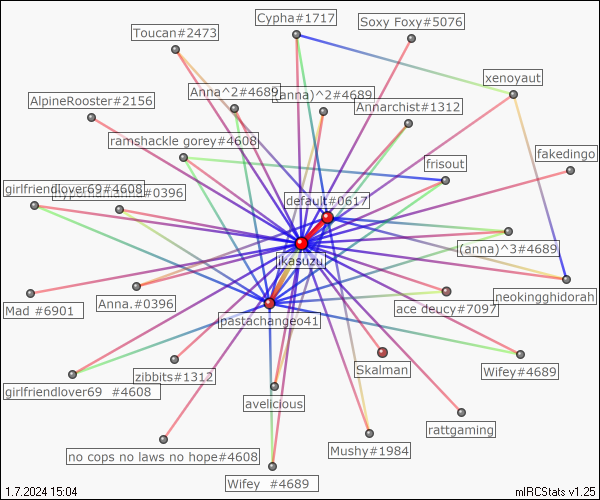 Cypha#1717
Soxy Foxy#5076
Toucan#2473
xenoyaut
Anna^2#4689
(anna)^2#4689
AlpineRooster#2156
Annarchist#1312
ramshackle gorey#4608
frisout
fakedingo
girlfriendlover69#4608
#0396
default#0617
(anna)^3#4689
jkasuzu
Mad #6901
Anna.#0396
ace deucy#7097
neokingghidorah
pastachangeo41
zibbits#1312
Skalman
Wifey#4689
girlfriendlover69 #4608
avelicious
rattgaming
no cops no laws no hope#4608
Mushy#1984
Wifey #4689
1.7.2024 15:04
mIRCStats v1.25